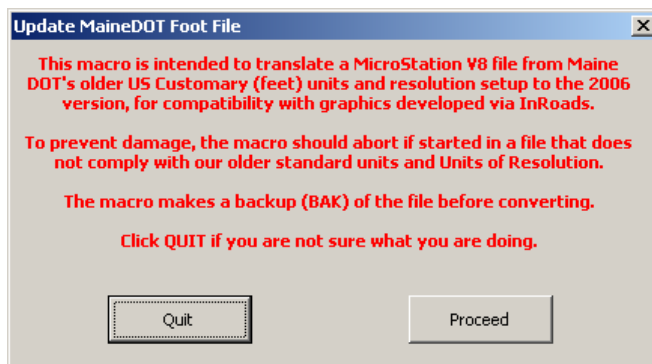 Update MaineDOT Foot File
This macro is intended to translate a MicroStation V8 file from Maine
DOT's older US Customary (feet) units and resolution setup to the 2006
version, for compatibility with graphics developed via InRoads.
To prevent damage, the macro should abort if started in a file that does
not comply with our older standard units and Units of Resolution.
The macro makes a backup (BAK) of the file before converting.
Click QUIT if you are not sure what you are doing.
Quit
Proceed